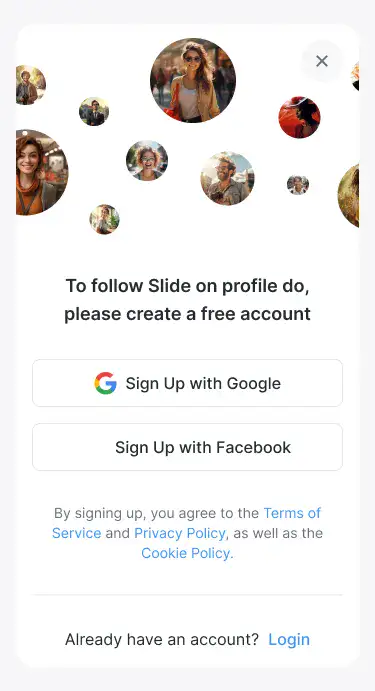 To follow Slide on profile do,
please create a free account
Sign Up with Google
Sign Up with Facebook
By signing up, you agree to the Terms of
Service and Privacy Policy, as well as the
Cookie Policy.
Already have an account? Login